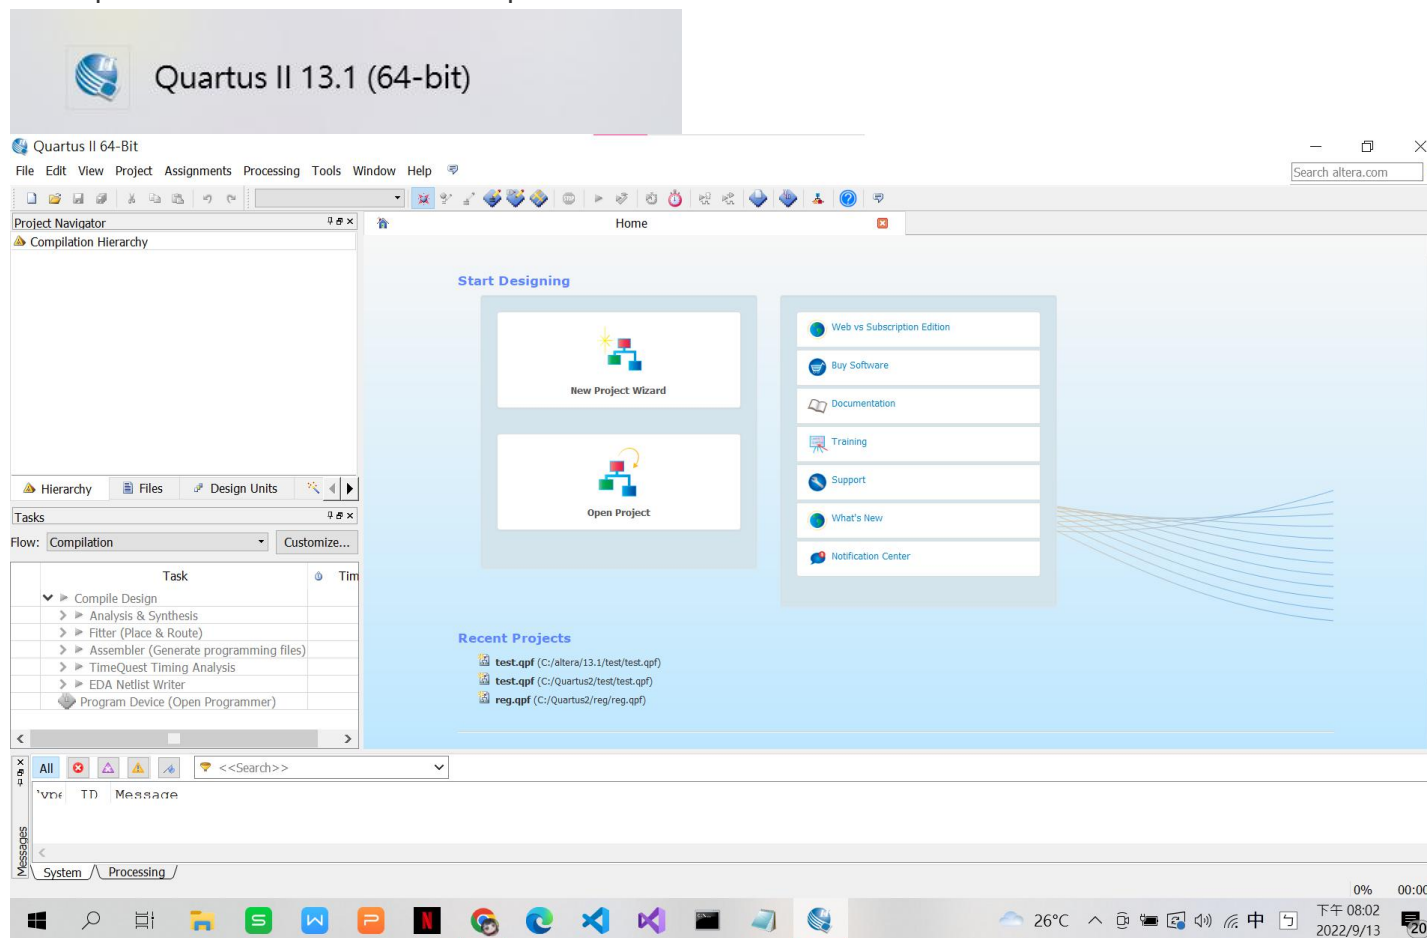 Quartus II 13.1 (64-bit)
Quartus II 64-Bit
File Edit View Project Assignments Processing Tools Window Help
Search altera.com
Project Navigator
Compilation Hierarchy
Home
Start Designing
New Project Wizard
Open Project
Web vs Subscription Edition
Buy Software
Documentation
Training
Support
What's New
Notification Center
Hierarchy Files Design Units
Tasks
Flow: Compilation Customize...
Task Tim
Compile Design
Analysis & Synthesis
Fitter (Place & Route)
Assembler (Generate programming files)
TimeQuest Timing Analysis
EDA Netlist Writer
Program Device (Open Programmer)
Recent Projects
test.qpf (C:/altera/13.1/test/test.qpf)
test.qpf (C:/Quartus2/test/test.qpf)
reg.qpf (C:/Quartus2/reg/reg.qpf)
All <<Search>>
ID Message
Messages
System Processing
0% 00:00
26°C 中 下午 08:02
2022/9/13 20